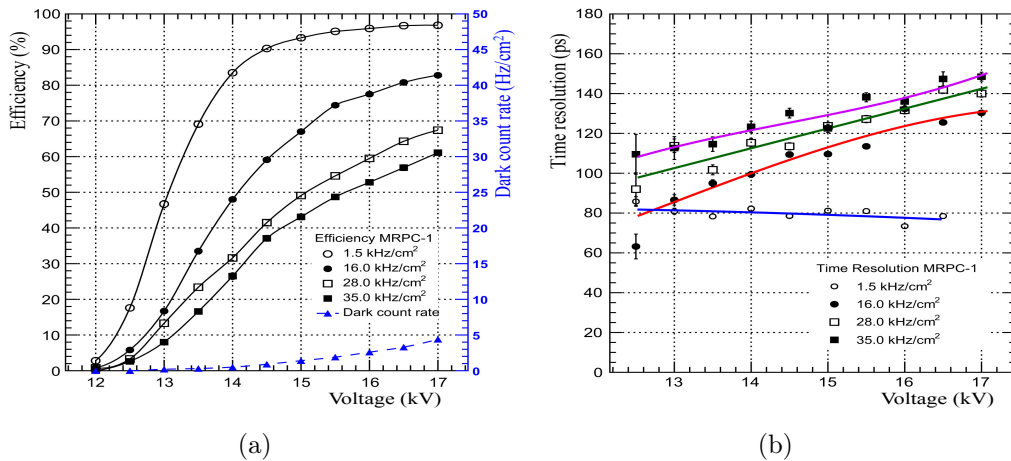 Efficiency (%)
100
90
80
70
60
50
40
30
20
10
0
12 13 14 15 16 17
Voltage (kV)
50
45
40
35
30
25
20
15
10
5
0
Dark count rate (Hz/cm²)
Efficiency MRPC-1
1.5 kHz/cm²
16.0 kHz/cm²
28.0 kHz/cm²
35.0 kHz/cm²
Dark count rate
(a)
Time resolution (ps)
180
160
140
120
100
80
60
40
20
0
13 14 15 16 17
Voltage (kV)
Time Resolution MRPC-1
1.5 kHz/cm²
16.0 kHz/cm²
28.0 kHz/cm²
35.0 kHz/cm²
(b)